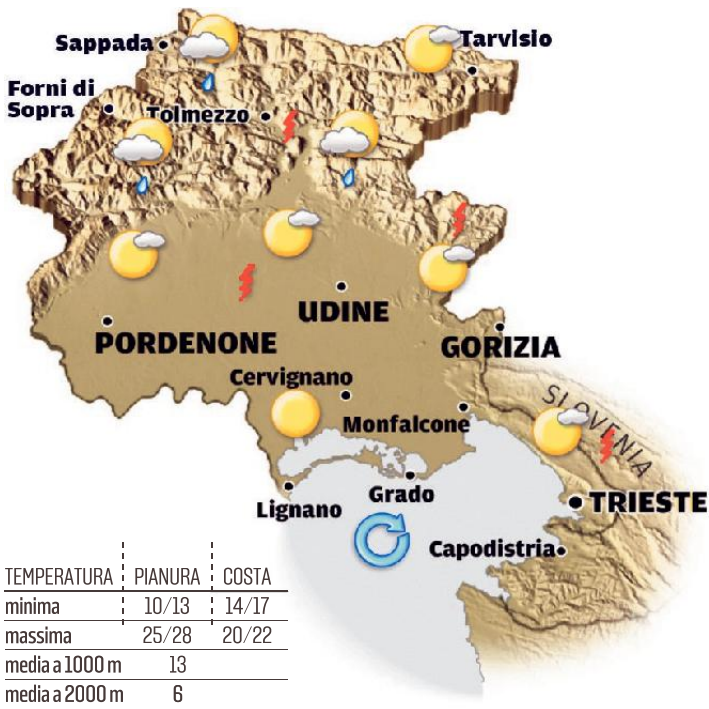 Sappada
Tarvisio
Forni di
Sopra
Tolmezzo
UDINE
PORDENONE
GORIZIA
Cervignano
SLOVENIA
Monfalcone
Grado
Lignano
TRIESTE
Capodistria
TEMPERATURA PIANURA COSTA
minima 10/13 14/17
massima 25/28 20/22
media a 1000 m 13
media a 2000 m 6